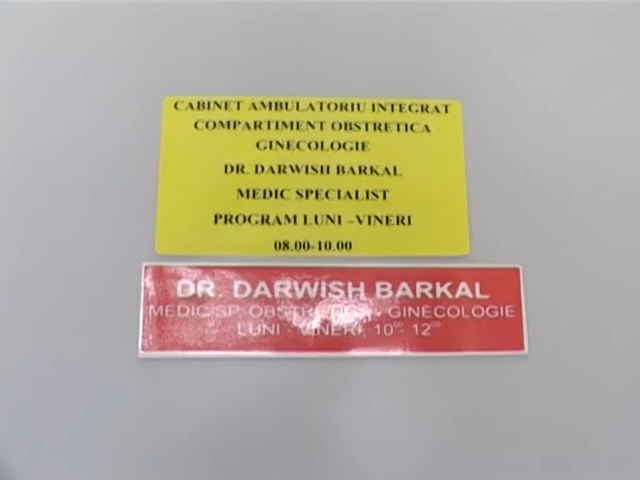 CABINET AMBULATORIU INTEGRAT
COMPARTIMENT OBSTRETICA
GINECOLOGIE
DR. DARWISH BARKAL
MEDIC SPECIALIST
PROGRAM LUNI –VINERI
08.00-10.00
DR. DARWISH BARKAL
MEDIC SP. OBSTRETICA - GINECOLOGIE
LUNI - VINERI, 10⁰⁰- 12⁰⁰